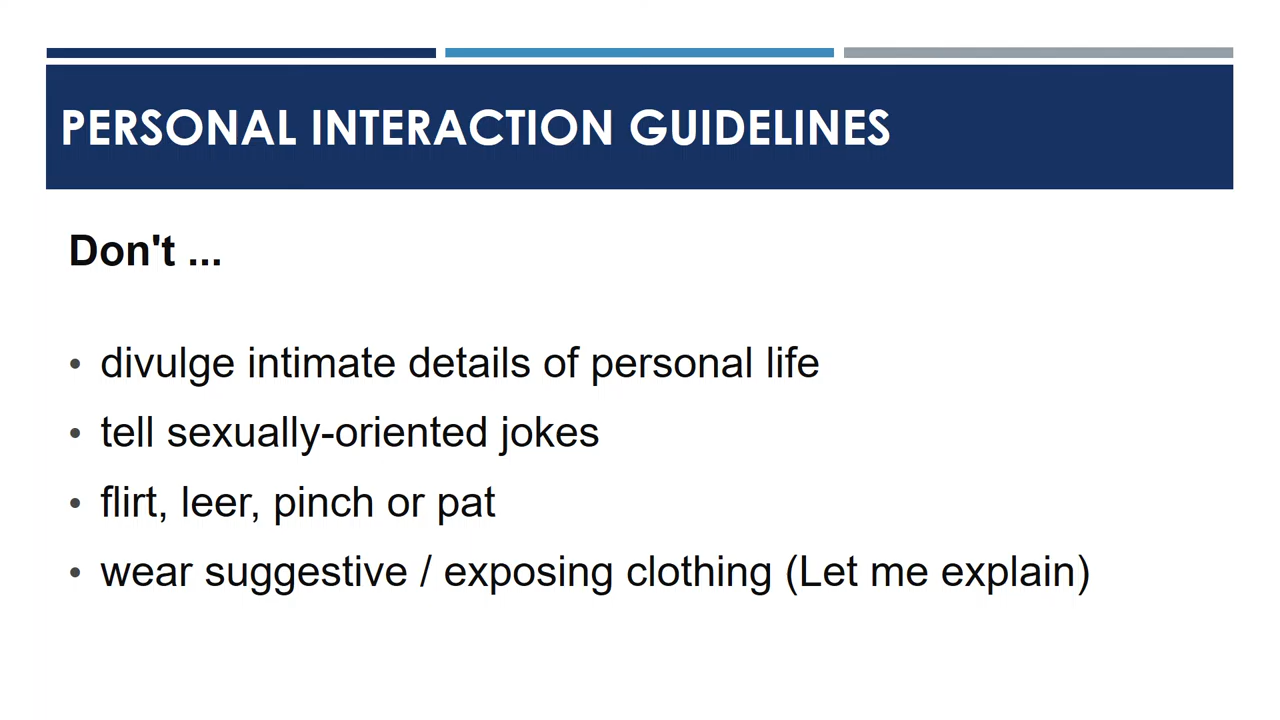 PERSONAL INTERACTION GUIDELINES
Don't ...
• divulge intimate details of personal life
• tell sexually-oriented jokes
• flirt, leer, pinch or pat
• wear suggestive / exposing clothing (Let me explain)